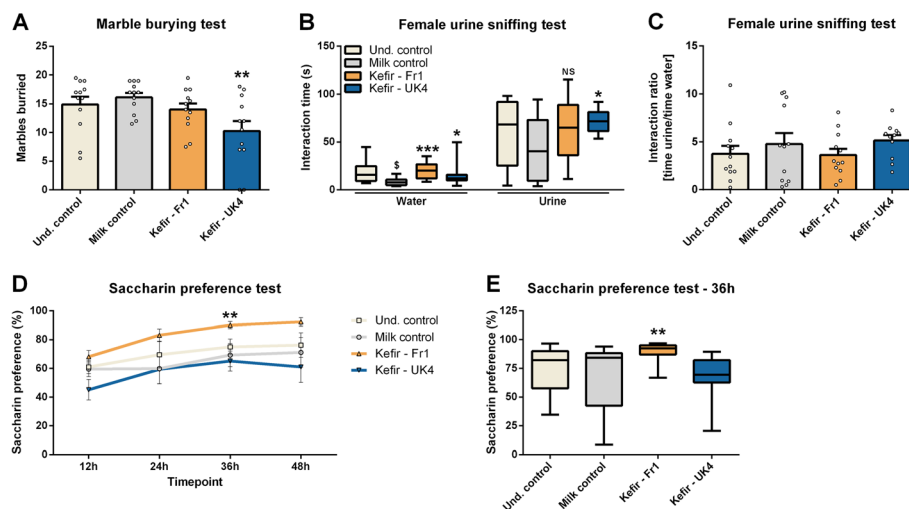 A
Marble burying test
Marbles burried
20
15
10
5
0
**
Und. control
Milk control
Kefir - Fr1
Kefir - UK4
B
Female urine sniffing test
Interaction time (s)
150
100
50
0
Und. control
Milk control
Kefir - Fr1
Kefir - UK4
$
***
*
NS
*
Water
Urine
C
Female urine sniffing test
Interaction ratio
[time urine/time water]
15
10
5
0
Und. control
Milk control
Kefir - Fr1
Kefir - UK4
D
Saccharin preference test
Saccharin preference (%)
100
80
60
40
20
0
**
12h
24h
36h
48h
Timepoint
Und. control
Milk control
Kefir - Fr1
Kefir - UK4
E
Saccharin preference test - 36h
Saccharin preference (%)
125
100
75
50
25
0
**
Und. control
Milk control
Kefir - Fr1
Kefir - UK4